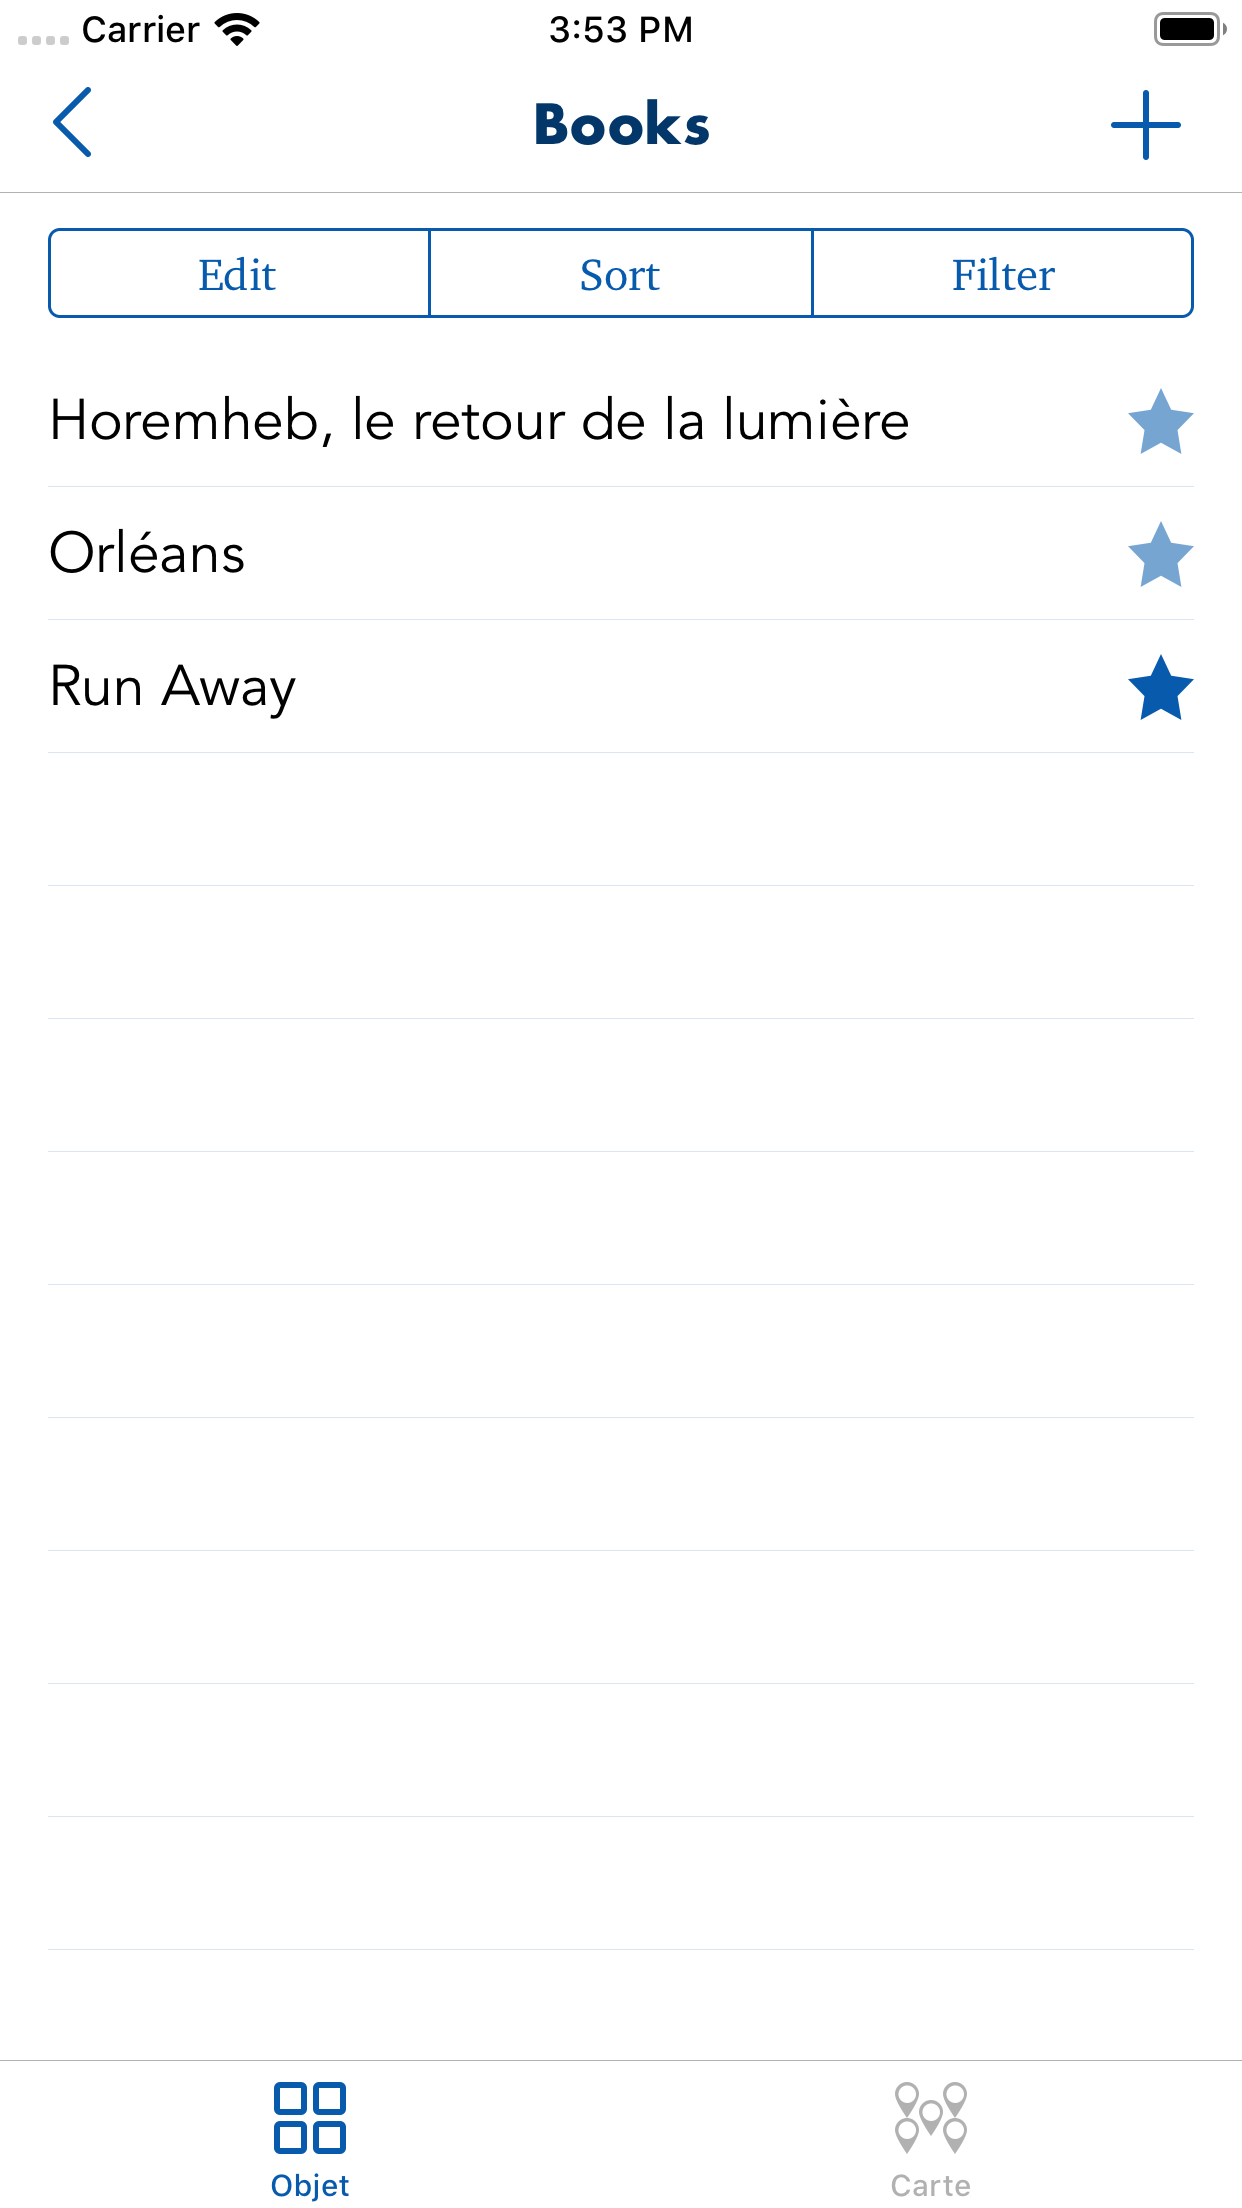 Carrier 3:53 PM
Books
Edit Sort Filter
Horemheb, le retour de la lumière
Orléans
Run Away
Objet Carte